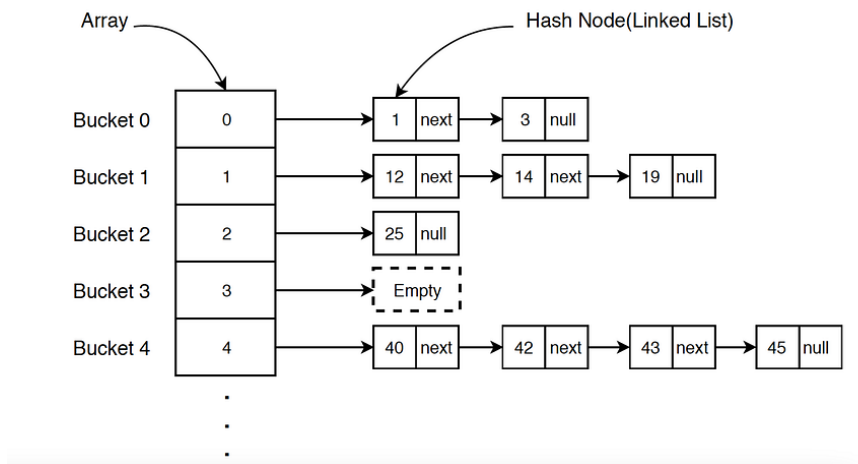 Array
Hash Node(Linked List)
Bucket 0 0 1 next 3 null
Bucket 1 1 12 next 14 next 19 null
Bucket 2 2 25 null
Bucket 3 3 Empty
Bucket 4 4 40 next 42 next 43 next 45 null